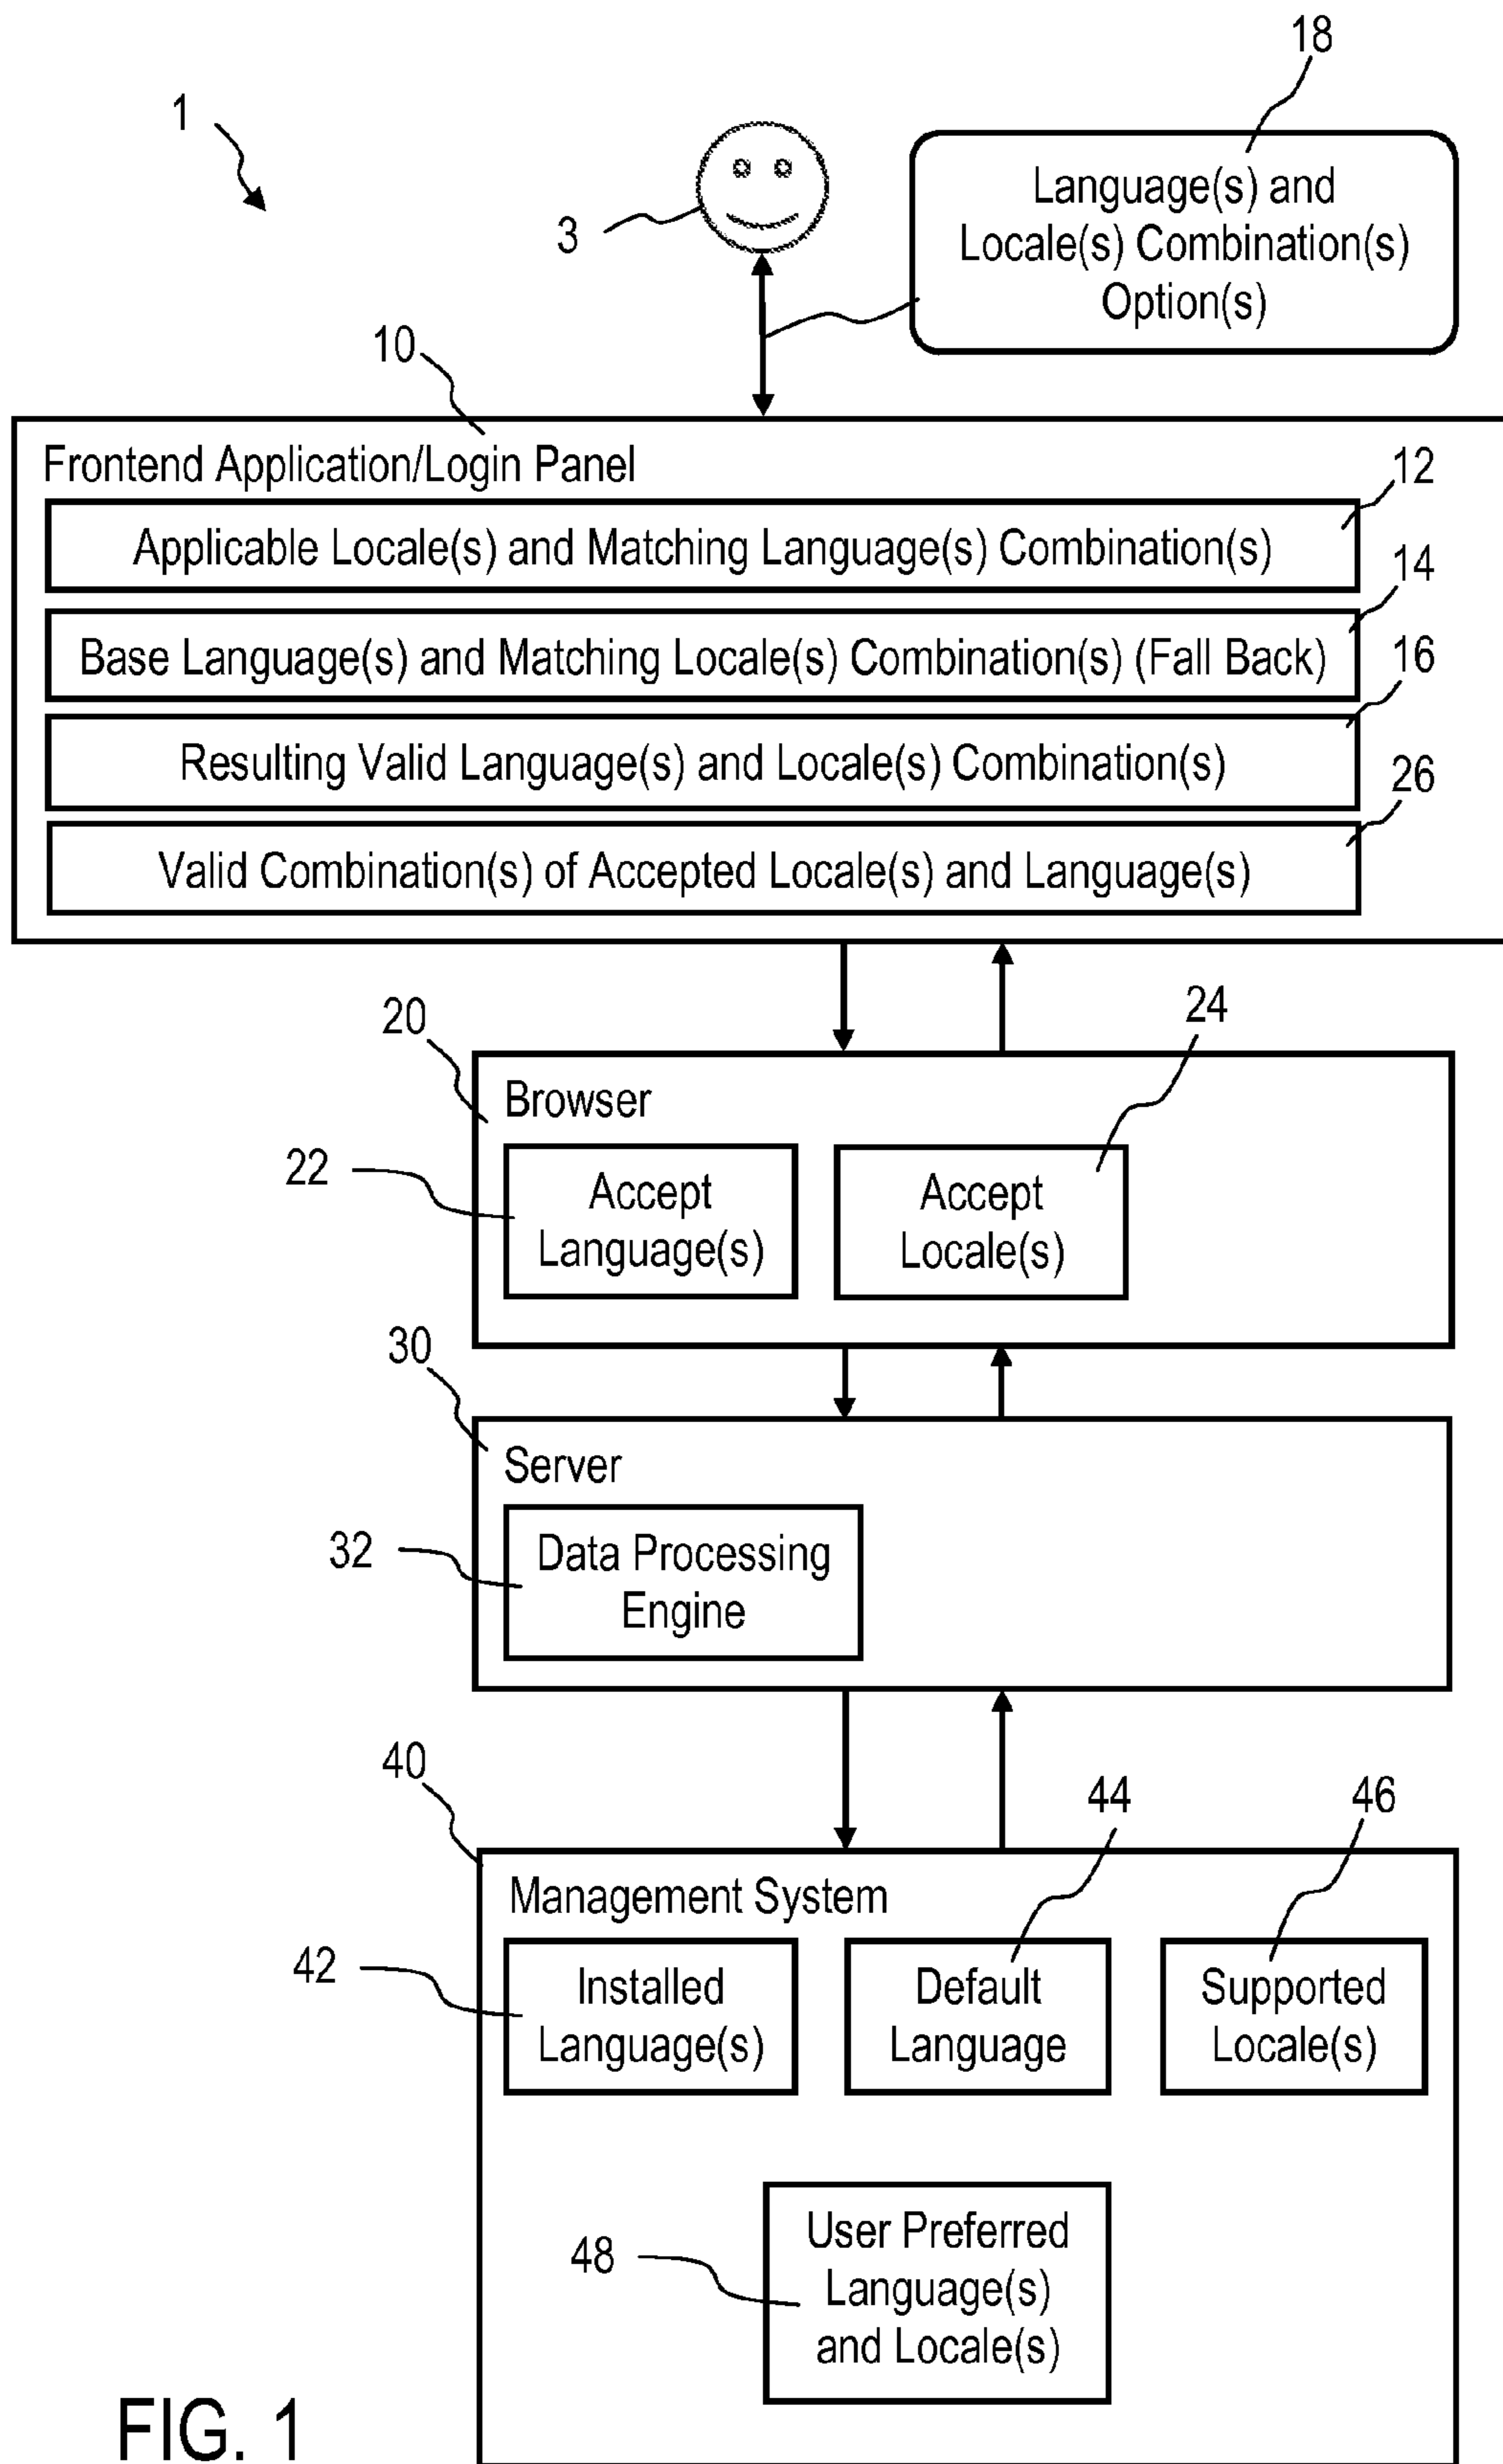 18
1
Language(s) and
Locale(s) Combination(s)
Option(s)
3
10
Frontend Application/Login Panel
12
Applicable Locale(s) and Matching Language(s) Combination(s)
14
Base Language(s) and Matching Locale(s) Combination(s) (Fall Back)
16
Resulting Valid Language(s) and Locale(s) Combination(s)
26
Valid Combination(s) of Accepted Locale(s) and Language(s)
20
24
Browser
22
Accept
Language(s)
Accept
Locale(s)
30
Server
32
Data Processing
Engine
40
44
46
Management System
42
Installed
Language(s)
Default
Language
Supported
Locale(s)
48
User Preferred
Language(s)
and Locale(s)
FIG. 1